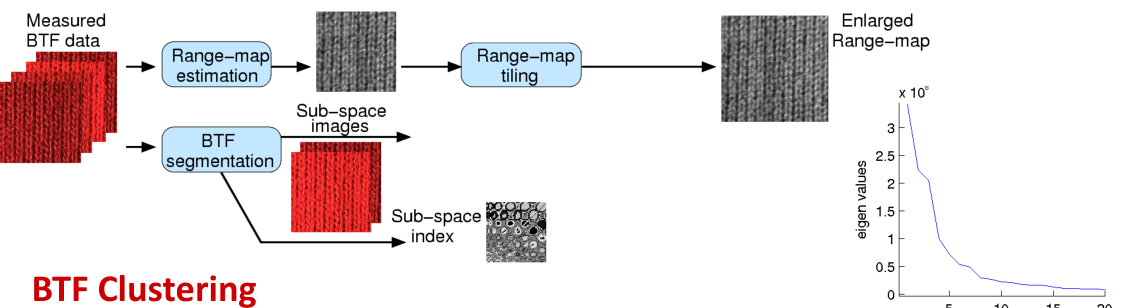 Measured
BTF data
Range-map
estimation
Range-map
tiling
Enlarged
Range-map
BTF
segmentation
Sub-space
images
Sub-space
index
BTF Clustering
eigen values
3
2.5
2
1.5
1
0.5
0
5
10
15
20